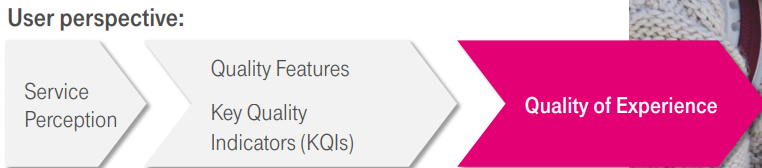 User perspective:
Service
Perception
Quality Features
Key Quality
Indicators (KQIs)
Quality of Experience